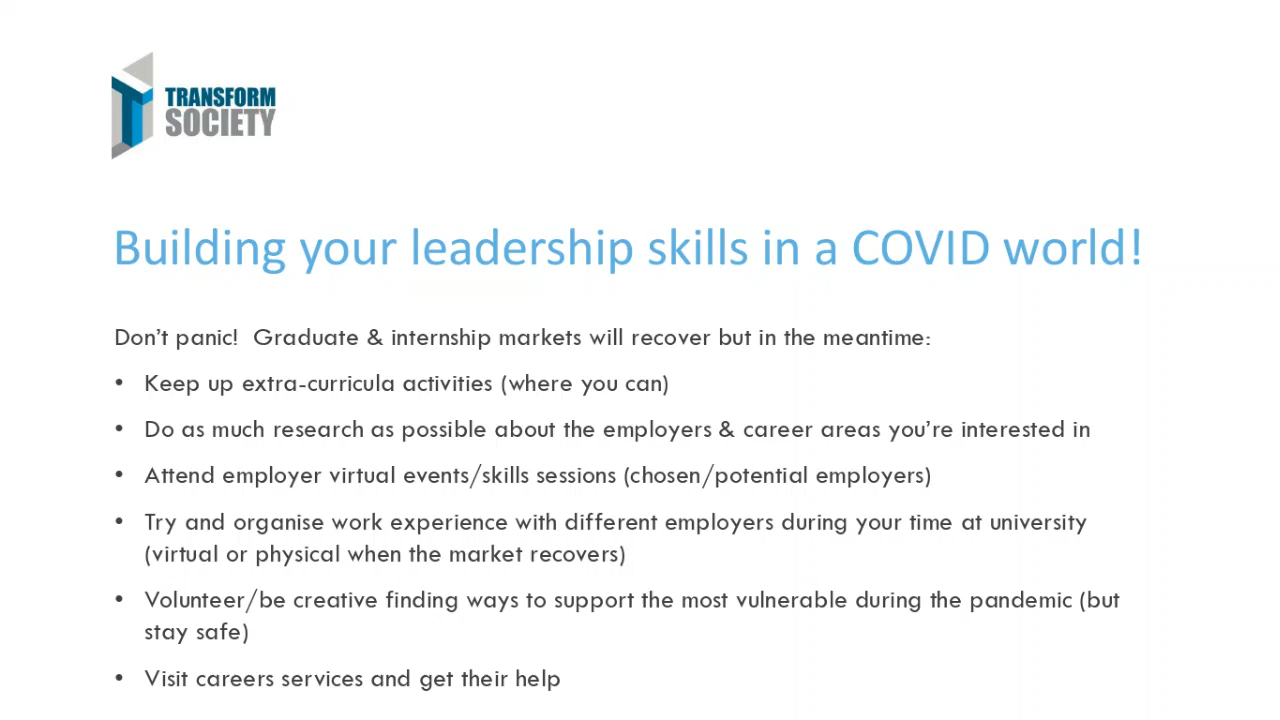 TRANSFORM
SOCIETY
Building your leadership skills in a COVID world!
Don't panic!  Graduate & internship markets will recover but in the meantime:
• Keep up extra-curricula activities (where you can)
• Do as much research as possible about the employers & career areas you're interested in
• Attend employer virtual events/skills sessions (chosen/potential employers)
• Try and organise work experience with different employers during your time at university
(virtual or physical when the market recovers)
• Volunteer/be creative finding ways to support the most vulnerable during the pandemic (but
stay safe)
• Visit careers services and get their help